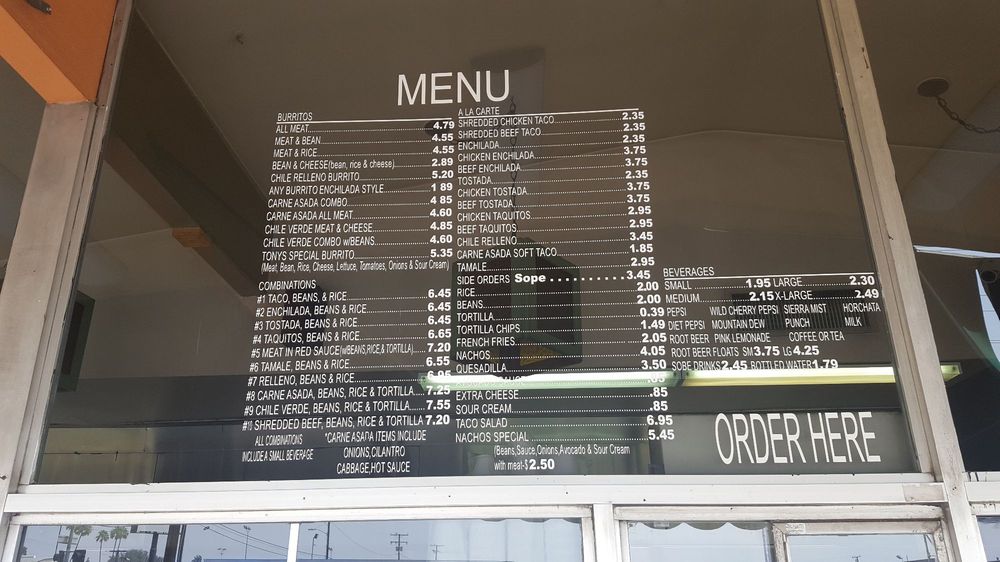 MENU
BURRITOS
ALL MEAT 4.79
MEAT & BEAN 4.55
MEAT & RICE 4.55
BEAN & CHEESE(bean, rice & cheese) 2.89
CHILE RELLENO BURRITO 5.20
ANY BURRITO ENCHILADA STYLE 1 89
CARNE ASADA COMBO 4 85
CARNE ASADA ALL MEAT 4.60
CHILE VERDE MEAT & CHEESE 4.85
CHILE VERDE COMBO w/BEANS 4.60
TONYS SPECIAL BURRITO 5.35
(Meat, Bean, Rice, Cheese, Lettuce, Tomatoes, Onions & Sour Cream)
COMBINATIONS
#1 TACO, BEANS, & RICE 6.45
#2 ENCHILADA, BEANS & RICE 6.45
#3 TOSTADA, BEANS & RICE 6.45
#4 TAQUITOS, BEANS & RICE 6.65
#5 MEAT IN RED SAUCE(w/BEANS,RICE,& TORTILLA) 7.20
#6 TAMALE, BEANS & RICE 6.55
#7 RELLENO, BEANS & RICE 6.95
#8 CARNE ASADA, BEANS, RICE & TORTILLA 7.25
#9 CHILE VERDE, BEANS, RICE & TORTILLA 7.55
SHREDDED BEEF, BEANS, RICE & TORTILLA 7.20
ALL COMBINATIONS
INCLUDE A SMALL BEVERAGE
*CARNE ASADA ITEMS INCLUDE
ONIONS,CILANTRO
CABBAGE,HOT SAUCE
A LA CARTE
SHREDDED CHICKEN TACO 2.35
SHREDDED BEEF TACO 2.35
ENCHILADA 2.35
CHICKEN ENCHILADA 3.75
BEEF ENCHILADA 3.75
TOSTADA 2.35
CHICKEN TOSTADA 3.75
BEEF TOSTADA 3.75
CHICKEN TAQUITOS 2.95
BEEF TAQUITOS 2.95
CHILE RELLENO 3.45
CARNE ASADA SOFT TACO 1.85
TAMALE 2.95
SIDE ORDERS Sope 3.45
RICE 2.00
BEANS 2.00
TORTILLA 0.39
TORTILLA CHIPS 1.49
FRENCH FRIES 2.05
NACHOS 4.05
QUESADILLA 3.50
EXTRA CHEESE .85
SOUR CREAM .85
TACO SALAD 6.95
NACHOS SPECIAL 5.45
(Beans,Sauce,Onions,Avocado & Sour Cream
with meat-$2.50
BEVERAGES
SMALL 1.95 LARGE 2.30
MEDIUM 2.15 X-LARGE 2.49
PEPSI WILD CHERRY PEPSI SIERRA MIST HORCHATA
DIET PEPSI MOUNTAIN DEW PUNCH MILK
ROOT BEER PINK LEMONADE COFFEE OR TEA
ROOT BEER FLOATS SM 3.75 LG 4.25
SOBE DRINKS 2.45 BOTTLED WATER 1.79
ORDER HERE